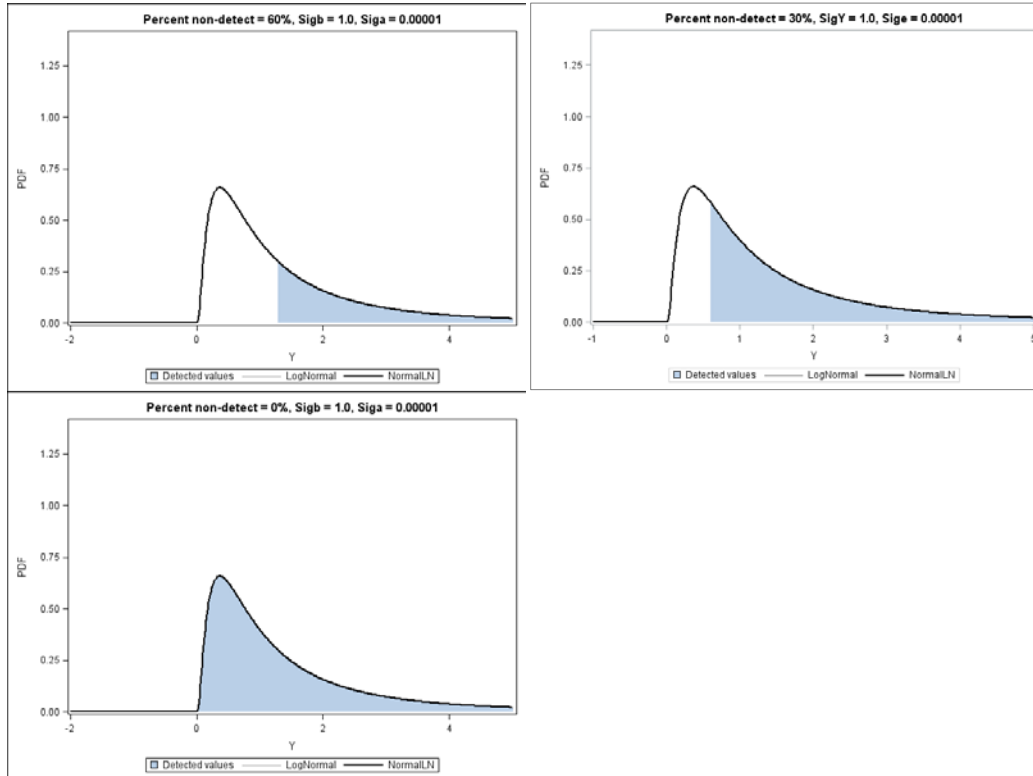 Percent non-detect = 60%, Sigb = 1.0, Siga = 0.00001
1.25
1.00
0.75
0.50
0.25
0.00
PDF
-2 0 2 4
Y
Detected values LogNormal NormalLN
Percent non-detect = 30%, SigY = 1.0, Sige = 0.00001
1.25
1.00
0.75
0.50
0.25
0.00
PDF
-1 0 1 2 3 4 5
Y
Detected values LogNormal NormalLN
Percent non-detect = 0%, Sigb = 1.0, Siga = 0.00001
1.25
1.00
0.75
0.50
0.25
0.00
PDF
-2 0 2 4
Y
Detected values LogNormal NormalLN